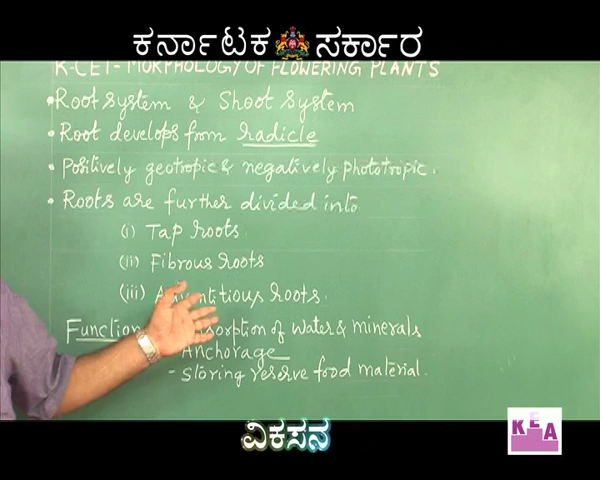 ಕರ್ನಾಟಕ ಸರ್ಕಾರ
K-CET-MORPHOLOGY OF FLOWERING PLANTS
• Root system & Shoot system
• Root develops from radicle
• Positively geotropic & negatively phototropic.
• Roots are further divided into
(i) Tap roots
(ii) Fibrous roots
(iii) roots.
Function of water & minerals
Anchorage
- Storing reserve food material.
ವಿಕಸನ
KEA